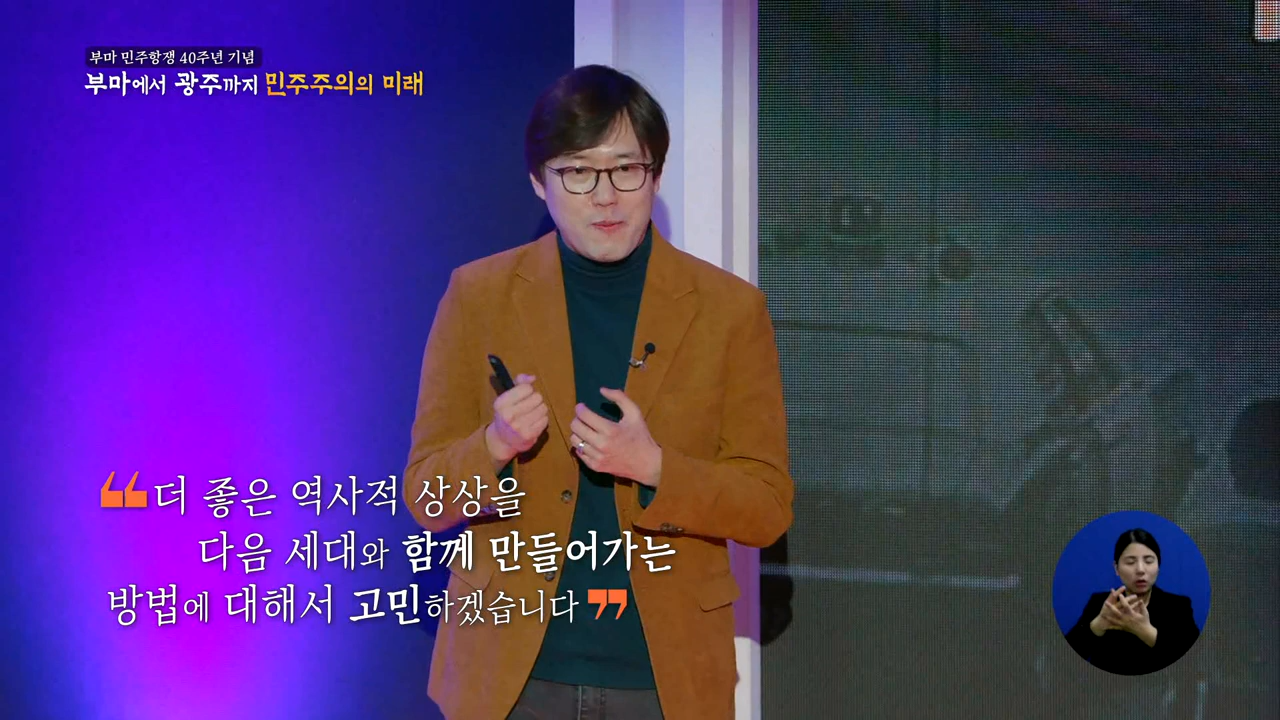 부마 민주항쟁 40주년 기념
부마에서 광주까지 민주주의의 미래
❝더 좋은 역사적 상상을
다음 세대와 함께 만들어가는
방법에 대해서 고민하겠습니다❞